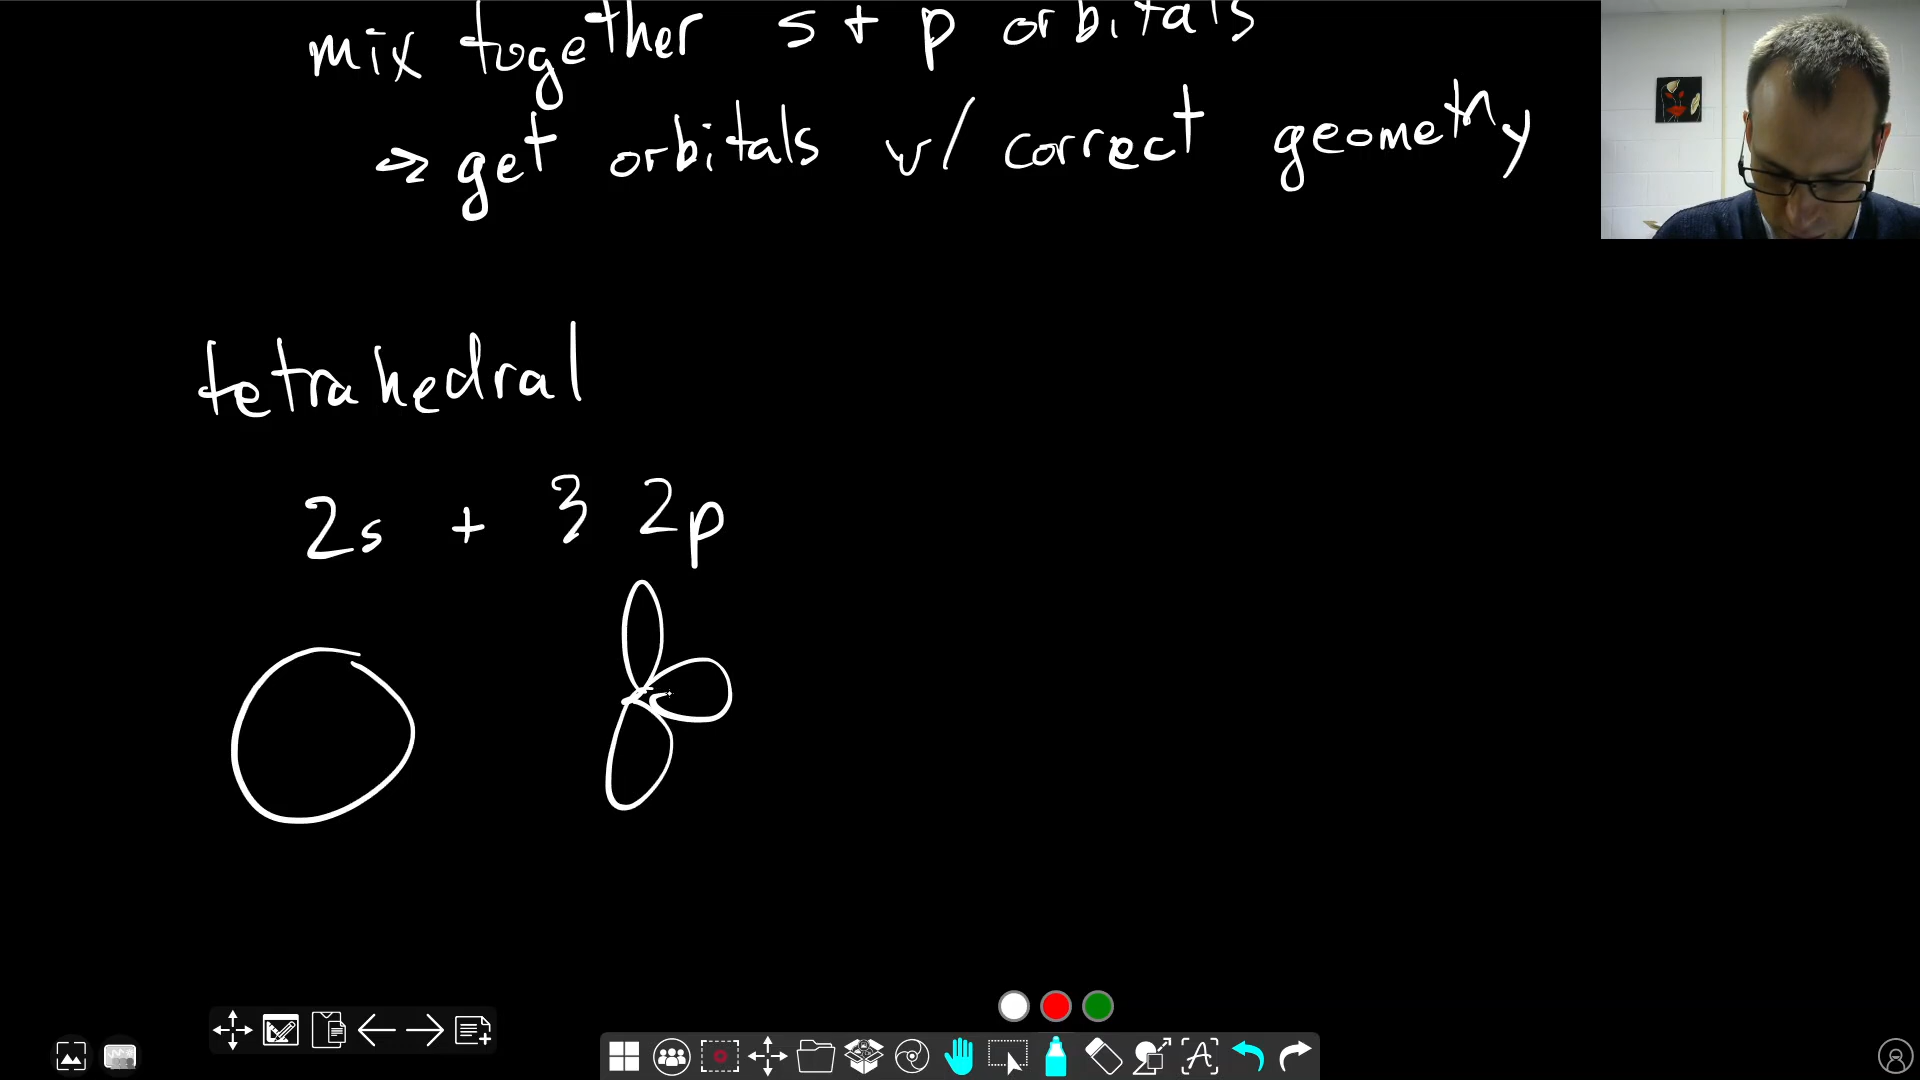 mix together s + p orbitals
⇒ get orbitals w/ correct geometry
tetrahedral
2s + 3 2p